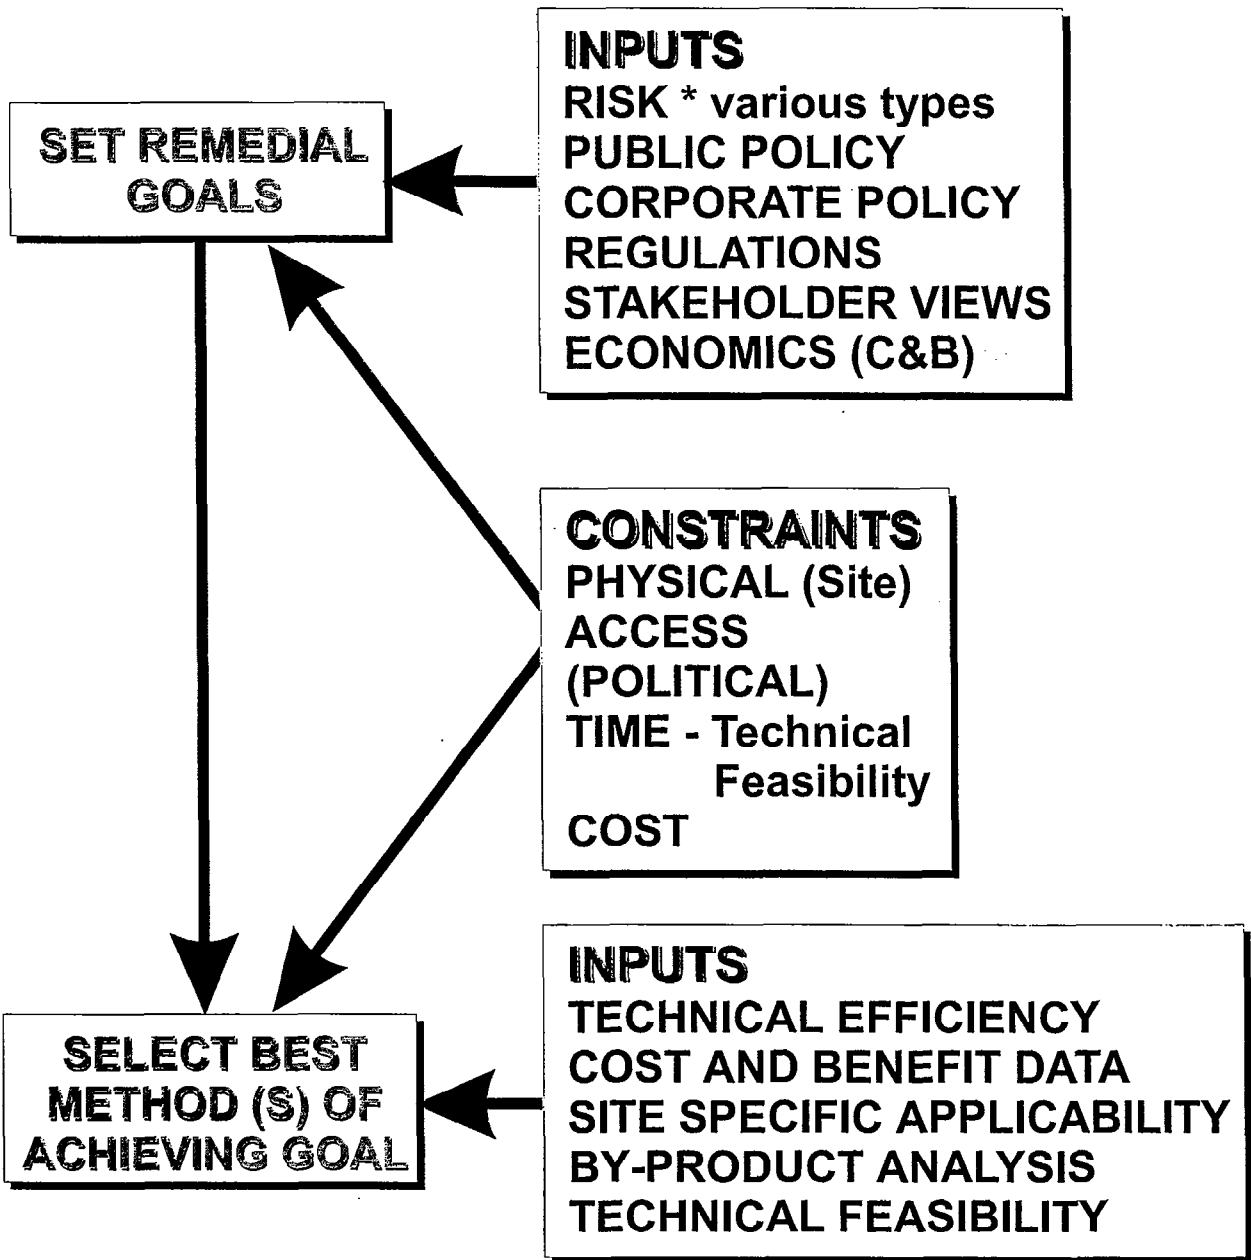 SET REMEDIAL
GOALS
INPUTS
RISK * various types
PUBLIC POLICY
CORPORATE POLICY
REGULATIONS
STAKEHOLDER VIEWS
ECONOMICS (C&B)
CONSTRAINTS
PHYSICAL (Site)
ACCESS
(POLITICAL)
TIME - Technical
Feasibility
COST
SELECT BEST
METHOD (S) OF
ACHIEVING GOAL
INPUTS
TECHNICAL EFFICIENCY
COST AND BENEFIT DATA
SITE SPECIFIC APPLICABILITY
BY-PRODUCT ANALYSIS
TECHNICAL FEASIBILITY